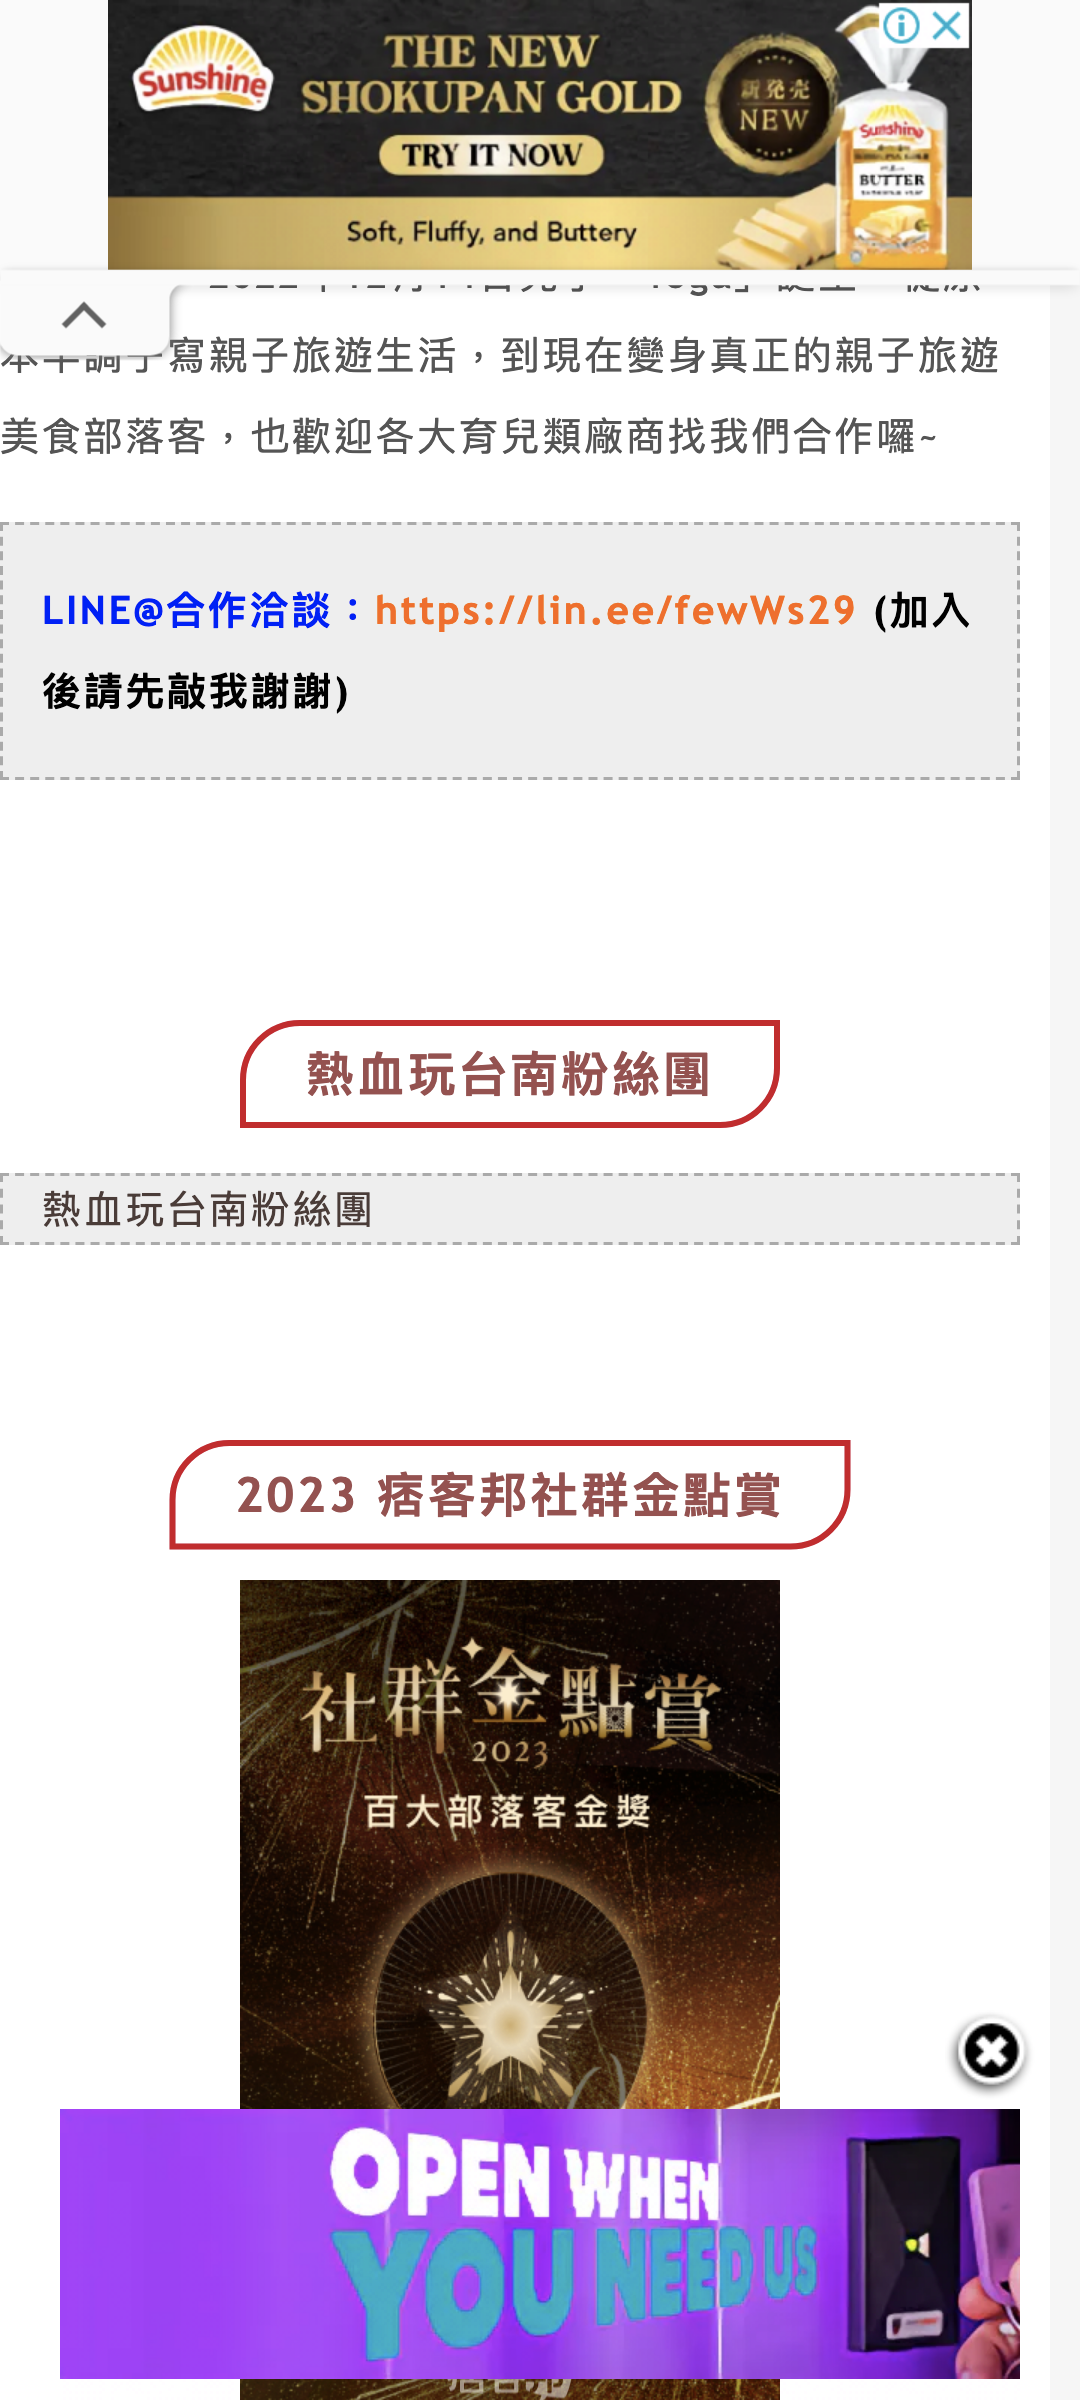 Sunshine
THE NEW
SHOKUPAN GOLD
TRY IT NOW
Soft, Fluffy, and Buttery
新発売
NEW
Sunshine
BUTTER
寫親子旅遊生活，到現在變身真正的親子旅遊
美食部落客，也歡迎各大育兒類廠商找我們合作囉~
LINE@合作洽談：https://lin.ee/fewWs29 (加入
後請先敲我謝謝)
熱血玩台南粉絲團
熱血玩台南粉絲團
2023 痞客邦社群金點賞
社群金點賞
2023
百大部落客金獎
OPEN WHEN
YOU NEED US